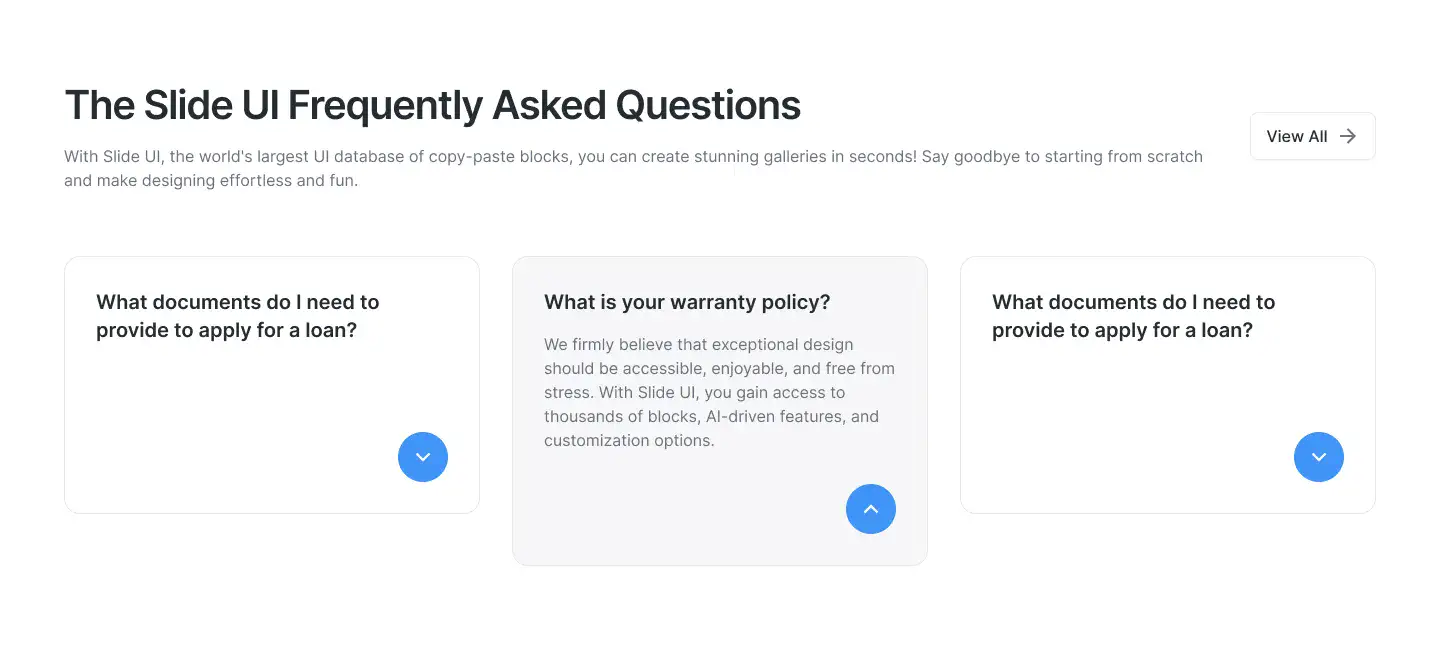 The Slide UI Frequently Asked Questions
With Slide UI, the world's largest UI database of copy-paste blocks, you can create stunning galleries in seconds! Say goodbye to starting from scratch
and make designing effortless and fun.
View All
What documents do I need to
provide to apply for a loan?
What is your warranty policy?
We firmly believe that exceptional design
should be accessible, enjoyable, and free from
stress. With Slide UI, you gain access to
thousands of blocks, AI-driven features, and
customization options.
What documents do I need to
provide to apply for a loan?